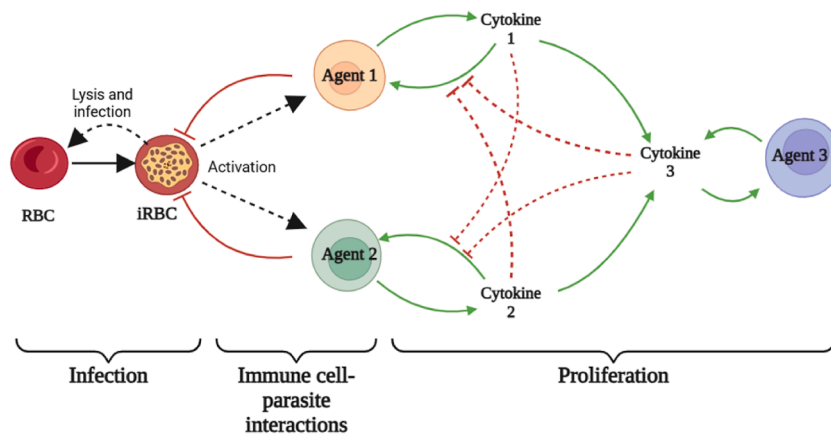 Cytokine
1
Agent 1
Lysis and
infection
Activation
Cytokine
3
Agent 3
RBC
iRBC
Agent 2
Cytokine
2
Infection
Immune cell-
parasite
interactions
Proliferation